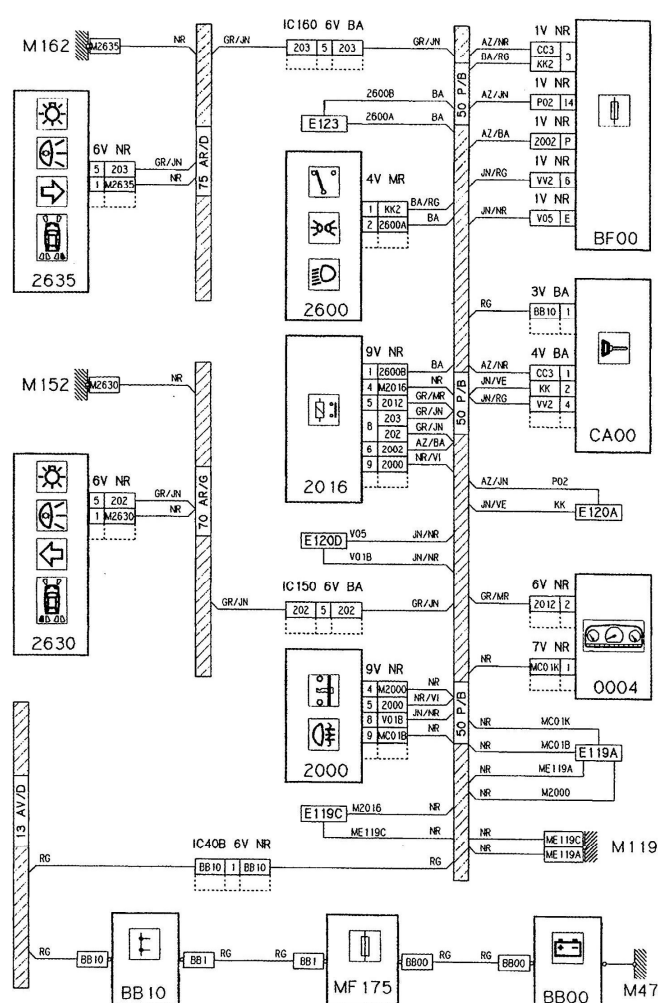 IC160 6V BA
M162
M2635
NR
GR/JN
203 5 203
GR/JN
75 AR/D
6V NR
5 203
GR/JN
1 M2635
NR
2635
2600B BA
E123
2600A BA
4V MR
1 KK2
BA/RG
2 2600A
BA
2600
50 P/B
1V NR
AZ/NR
CC3
BA/RG
KK2
3
1V NR
AZ/JN
P02 14
1V NR
AZ/BA
2002 P
1V NR
JN/RG
VV2 6
1V NR
JN/NR
V05 E
BF00
3V BA
RG
BB10 1
4V BA
AZ/NR
CC3 1
JN/VE
KK 2
JN/RG
VV2 4
CA00
M152
M2630
NR
70 AR/G
6V NR
5 202
GR/JN
1 M2630
NR
2630
9V NR
1 2600B
BA
4 M2016
NR
5 2012
GR/MR
8 203
GR/JN
202
GR/JN
6 2002
AZ/BA
9 2000
NR/VI
2016
50 P/B
AZ/JN P02
JN/VE KK
E120A
E120D
V05 JN/NR
V01B JN/NR
IC150 6V BA
GR/JN
202 5 202
GR/JN
6V NR
GR/MR
2012 2
7V NR
NR
MC01K 1
0004
9V NR
4 M2000
NR
5 2000
NR/VI
8 V01B
JN/NR
9 MC01B
NR
2000
50 P/B
NR MC01K
NR MC01B
E119A
NR ME119A
NR M2000
E119C
M2016 NR
ME119C NR
NR
ME119C
NR
ME119A
M119
13 AV/D
IC40B 6V NR
RG
BB10 1 BB10
RG
RG
BB10
BB10
BB1
RG RG
BB1
MF175
BB00
RG RG
BB00
BB00
M47